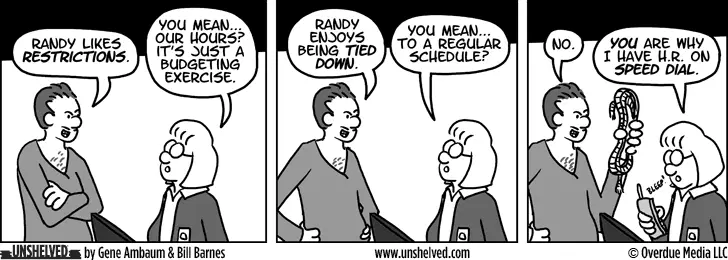 RANDY LIKES
RESTRICTIONS.
YOU MEAN...
OUR HOURS?
IT'S JUST A
BUDGETING
EXERCISE.
RANDY
ENJOYS
BEING TIED
DOWN.
YOU MEAN...
TO A REGULAR
SCHEDULE?
NO.
YOU ARE WHY
I HAVE H.R. ON
SPEED DIAL.
BLEEP!
UNSHELVED by Gene Ambaum & Bill Barnes
www.unshelved.com
© Overdue Media LLC